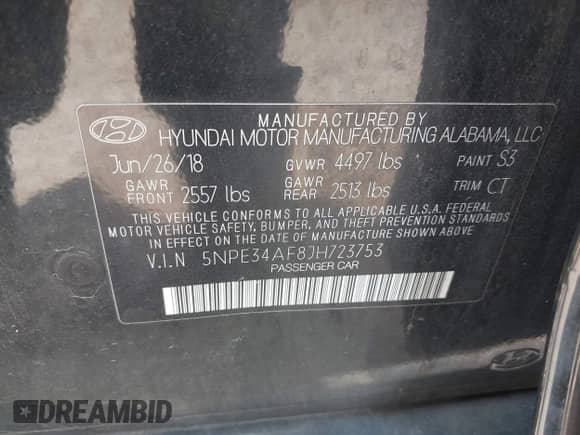 MANUFACTURED BY
HYUNDAI MOTOR MANUFACTURING ALABAMA, LLC
Jun/26/18 GVWR 4497 lbs PAINT S3
GAWR FRONT 2557 lbs GAWR REAR 2513 lbs TRIM CT
THIS VEHICLE CONFORMS TO ALL APPLICABLE U.S.A. FEDERAL
MOTOR VEHICLE SAFETY, BUMPER, AND THEFT PREVENTION STANDARDS
IN EFFECT ON THE DATE OF MANUFACTURE SHOWN ABOVE.
V.I.N 5NPE34AF8JH723753
PASSENGER CAR
DREAMBID